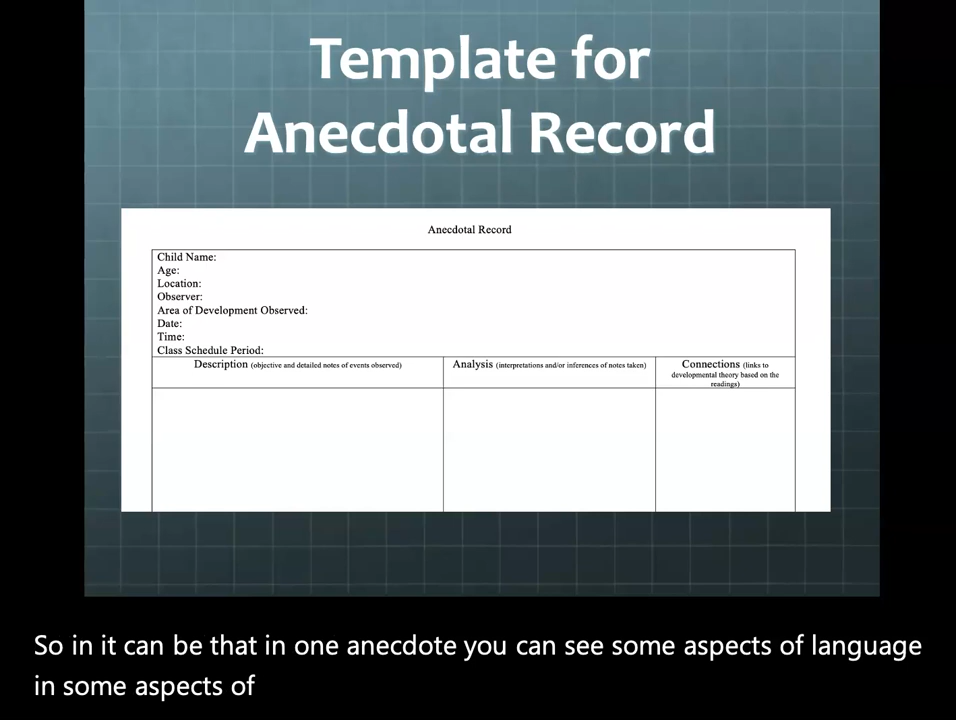 Template for
Anecdotal Record
Anecdotal Record
Child Name:
Age:
Location:
Observer:
Area of Development Observed:
Date:
Time:
Class Schedule Period:
Description (objective and detailed notes of events observed)
Analysis (interpretations and/or inferences of notes taken)
Connections (links to
developmental theory based on the
readings)
So in it can be that in one anecdote you can see some aspects of language
in some aspects of